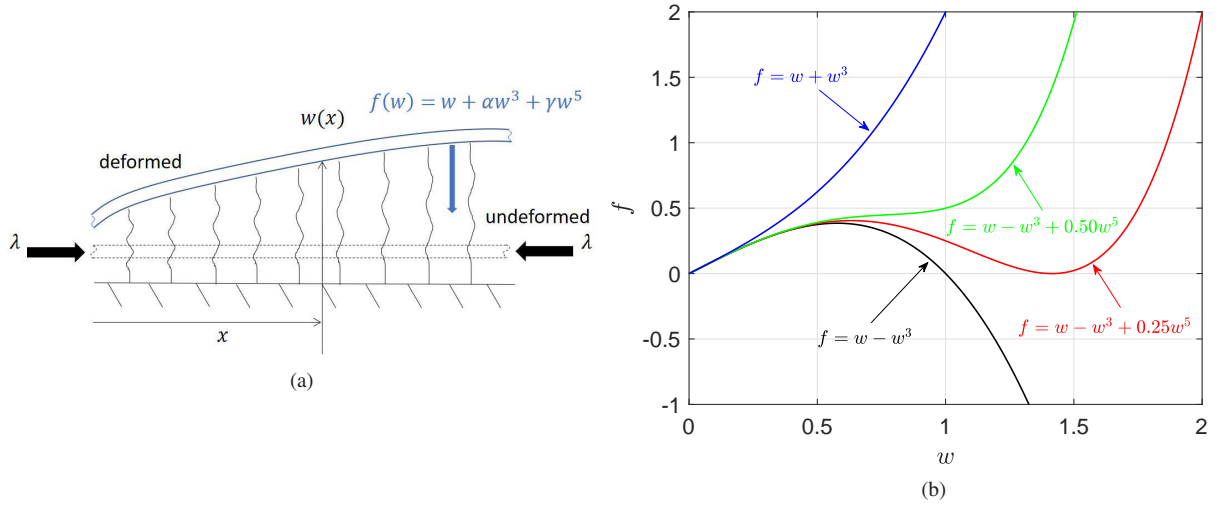 f(w) = w + αw³ + γw⁵
w(x)
deformed
undeformed
λ
λ
x
(a)
2
1.5
1
0.5
0
-0.5
-1
f
f = w + w³
f = w − w³ + 0.50w⁵
f = w − w³ + 0.25w⁵
f = w − w³
0 0.5 1 1.5 2
w
(b)